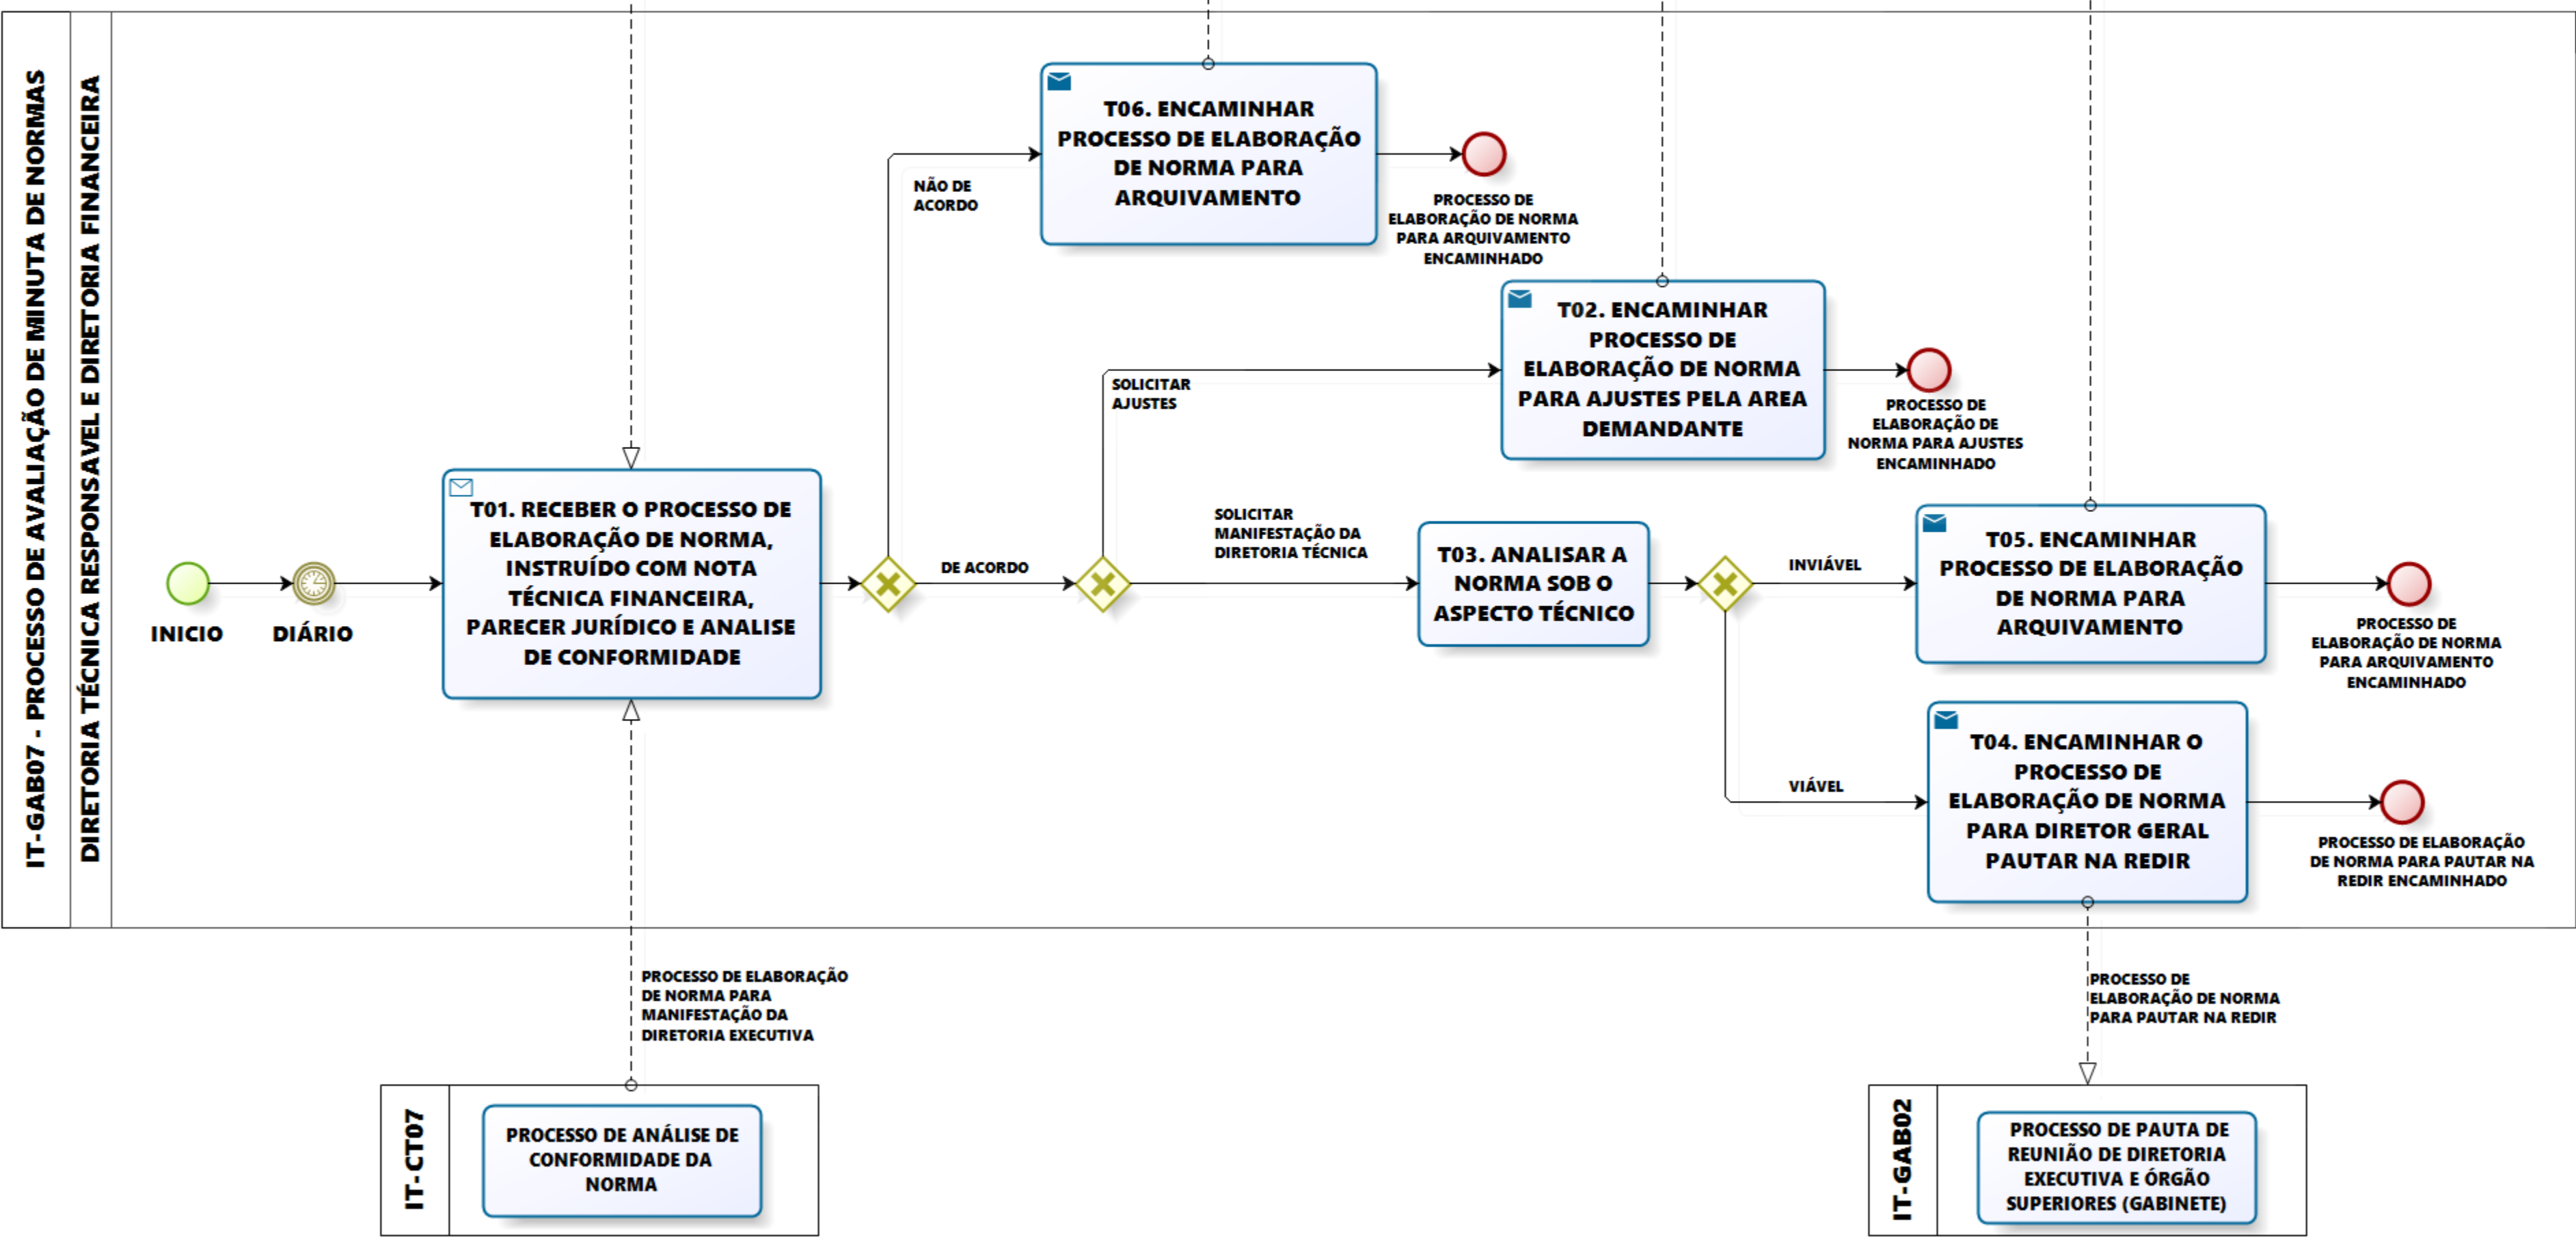 IT-GAB07 - PROCESSO DE AVALIAÇÃO DE MINUTA DE NORMAS
DIRETORIA TÉCNICA RESPONSAVEL E DIRETORIA FINANCEIRA
INICIO
DIÁRIO
T01. RECEBER O PROCESSO DE
ELABORAÇÃO DE NORMA,
INSTRUÍDO COM NOTA
TÉCNICA FINANCEIRA,
PARECER JURÍDICO E ANALISE
DE CONFORMIDADE
NÃO DE
ACORDO
T06. ENCAMINHAR
PROCESSO DE ELABORAÇÃO
DE NORMA PARA
ARQUIVAMENTO
PROCESSO DE
ELABORAÇÃO DE NORMA
PARA ARQUIVAMENTO
ENCAMINHADO
DE ACORDO
SOLICITAR
AJUSTES
T02. ENCAMINHAR
PROCESSO DE
ELABORAÇÃO DE NORMA
PARA AJUSTES PELA AREA
DEMANDANTE
PROCESSO DE
ELABORAÇÃO DE
NORMA PARA AJUSTES
ENCAMINHADO
SOLICITAR
MANIFESTAÇÃO DA
DIRETORIA TÉCNICA
T03. ANALISAR A
NORMA SOB O
ASPECTO TÉCNICO
INVIÁVEL
T05. ENCAMINHAR
PROCESSO DE ELABORAÇÃO
DE NORMA PARA
ARQUIVAMENTO
PROCESSO DE
ELABORAÇÃO DE NORMA
PARA ARQUIVAMENTO
ENCAMINHADO
VIÁVEL
T04. ENCAMINHAR O
PROCESSO DE
ELABORAÇÃO DE NORMA
PARA DIRETOR GERAL
PAUTAR NA REDIR
PROCESSO DE ELABORAÇÃO
DE NORMA PARA PAUTAR NA
REDIR ENCAMINHADO
PROCESSO DE ELABORAÇÃO
DE NORMA PARA
MANIFESTAÇÃO DA
DIRETORIA EXECUTIVA
PROCESSO DE
ELABORAÇÃO DE NORMA
PARA PAUTAR NA REDIR
IT-CT07
PROCESSO DE ANÁLISE DE
CONFORMIDADE DA
NORMA
IT-GAB02
PROCESSO DE PAUTA DE
REUNIÃO DE DIRETORIA
EXECUTIVA E ÓRGÃO
SUPERIORES (GABINETE)